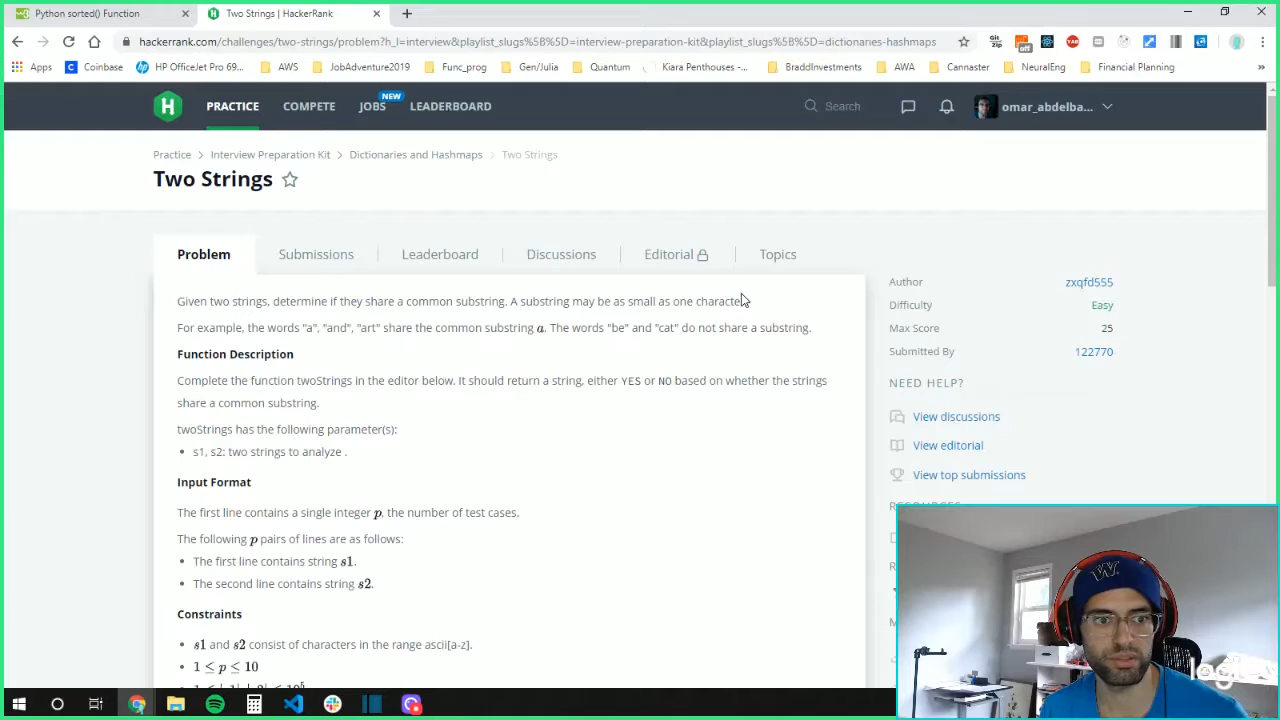 Python sorted() Function
Two Strings | HackerRank
hackerrank.com/challenges/two-strings/problem?h_l=interview&playlist_slugs%5B%5D=interview-preparation-kit&playlist_slugs%5B%5D=dictionaries-hashmaps
Apps Coinbase HP OfficeJet Pro 69... AWS JobAdventure2019 Func_prog Gen/Julia Quantum Kiara Penthouses -... BraddInvestments AWA Cannaster NeuralEng Financial Planning »
H PRACTICE COMPETE JOBS NEW LEADERBOARD Search omar_abdelba...
Practice > Interview Preparation Kit > Dictionaries and Hashmaps > Two Strings
Two Strings
Problem Submissions Leaderboard Discussions Editorial Topics
Given two strings, determine if they share a common substring. A substring may be as small as one character
For example, the words "a", "and", "art" share the common substring a. The words "be" and "cat" do not share a substring.
Function Description
Complete the function twoStrings in the editor below. It should return a string, either YES or NO based on whether the strings
share a common substring.
twoStrings has the following parameter(s):
• s1, s2: two strings to analyze .
Input Format
The first line contains a single integer p, the number of test cases.
The following p pairs of lines are as follows:
• The first line contains string s1.
• The second line contains string s2.
Constraints
• s1 and s2 consist of characters in the range ascii[a-z].
• 1 ≤ p ≤ 10
Author zxqfd555
Difficulty Easy
Max Score 25
Submitted By 122770
NEED HELP?
View discussions
View editorial
View top submissions
W